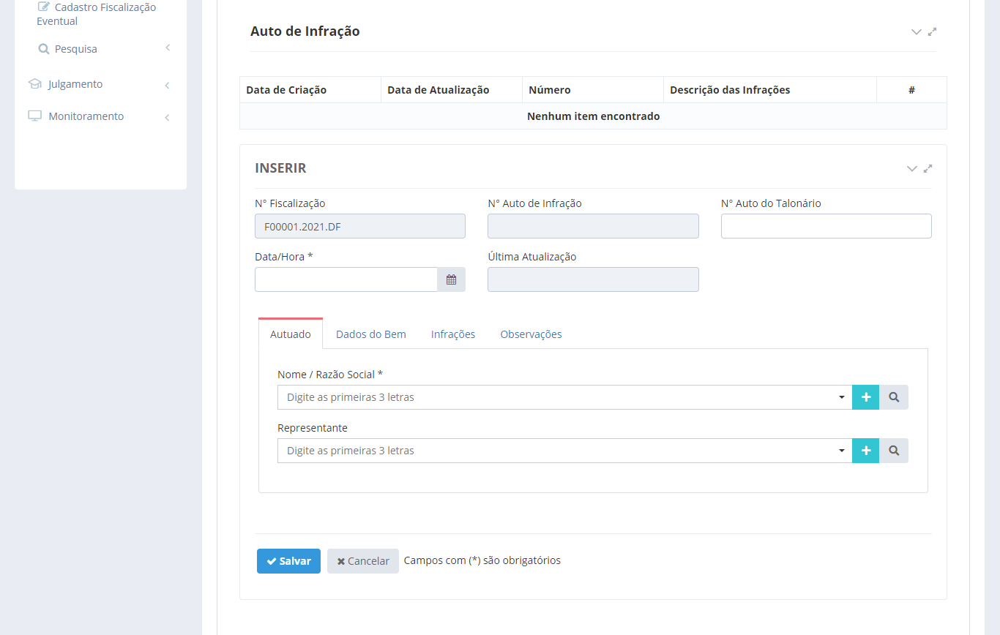 Cadastro Fiscalização
Eventual
Pesquisa
Julgamento
Monitoramento
Auto de Infração
Data de Criação Data de Atualização Número Descrição das Infrações #
Nenhum item encontrado
INSERIR
N° Fiscalização N° Auto de Infração N° Auto do Talonário
F00001.2021.DF
Data/Hora * Última Atualização
Autuado Dados do Bem Infrações Observações
Nome / Razão Social *
Digite as primeiras 3 letras
Representante
Digite as primeiras 3 letras
Salvar Cancelar Campos com (*) são obrigatórios